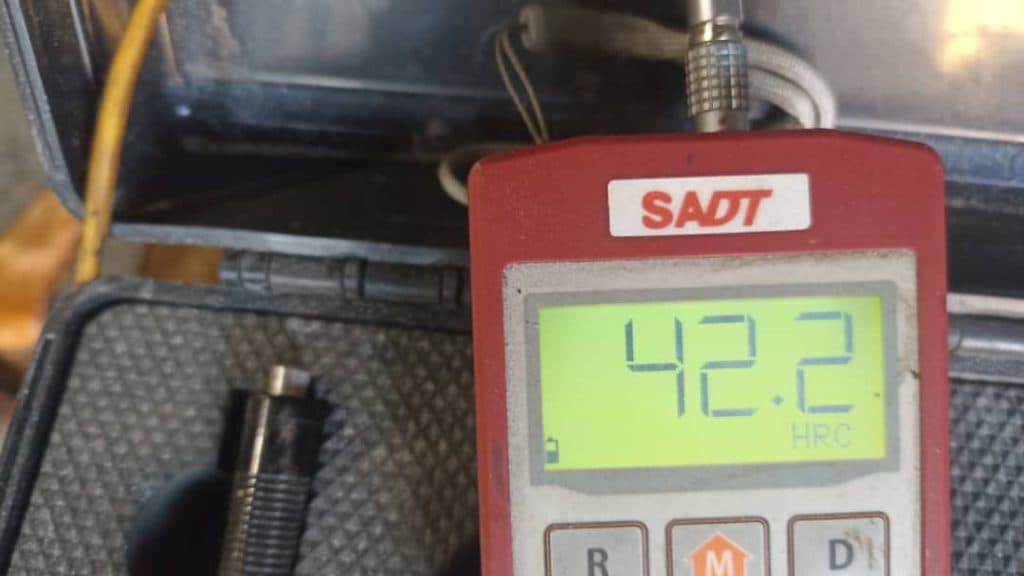 SADT
42.2
HRC
R M D